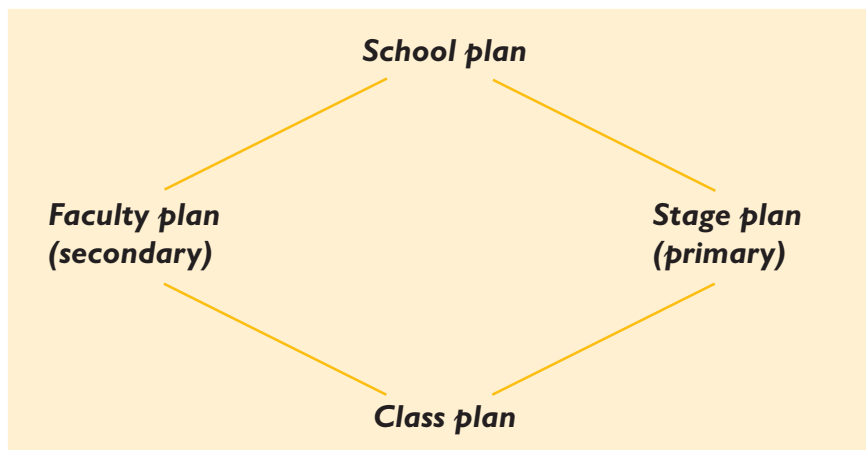 School plan
Faculty plan
(secondary)
Stage plan
(primary)
Class plan